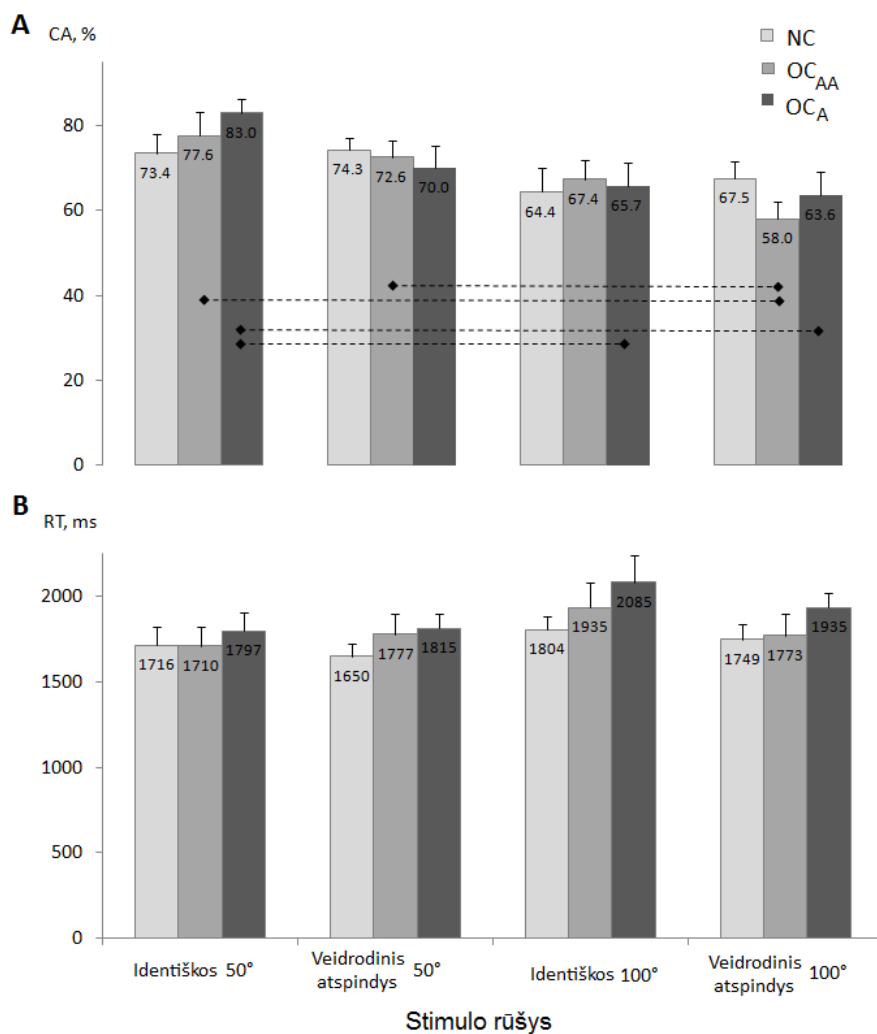 A
CA, %
NC
OC_AA
OC_A
80
60
40
20
0
73.4 77.6 83.0
74.3 72.6 70.0
64.4 67.4 65.7
67.5 58.0 63.6
B
RT, ms
2000
1500
1000
500
0
1716 1710 1797
1650 1777 1815
1804 1935 2085
1749 1773 1935
Identiškos 50°
Veidrodinis
atspindys 50°
Identiškos 100°
Veidrodinis
atspindys 100°
Stimulo rūšys